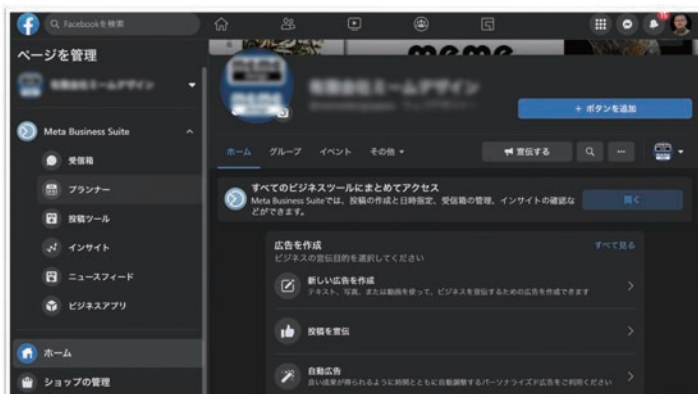 Facebookを検索
15
ページを管理
meme
Meta Business Suite
受信箱
プランナー
投稿ツール
インサイト
ニュースフィード
ビジネスアプリ
ホーム
ショップの管理
+ ボタンを追加
ホーム グループ イベント その他
宣伝する
すべてのビジネスツールにまとめてアクセス
Meta Business Suiteでは、投稿の作成と日時指定、受信箱の管理、インサイトの確認な
どができます。
開く
広告を作成
すべて見る
ビジネスの宣伝目的を選択してください
新しい広告を作成
テキスト、写真、または動画を使って、ビジネスを宣伝するための広告を作成できます
投稿を宣伝
自動広告
良い成果が得られるように時間とともに自動調整するパーソナライズド広告をご利用ください